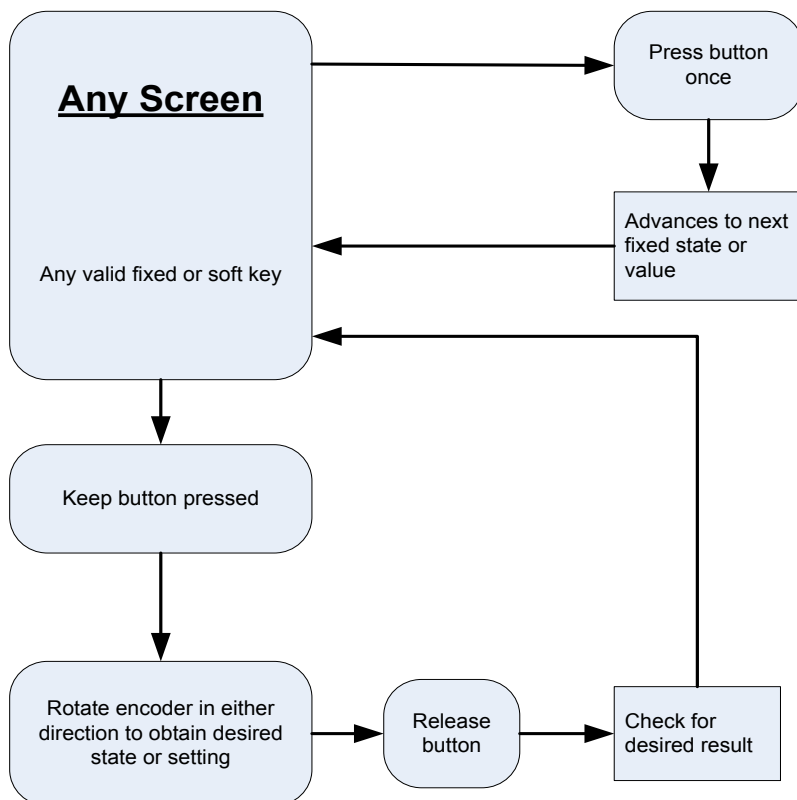 Any Screen
Any valid fixed or soft key
Press button
once
Advances to next
fixed state or
value
Keep button pressed
Rotate encoder in either
direction to obtain desired
state or setting
Release
button
Check for
desired result